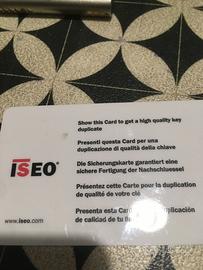 Show this Card to get a high quality key
duplicate
Presenti questa Card per una
duplicazione di qualità della chiave
ISEO®
Die Sicherungskarte garantiert eine
sichere Fertigung der Nachschluessel
Présentez cette Carte pour la duplication
de qualité de votre clé
www.iseo.com
Presenta esta Card
de calidad de tu